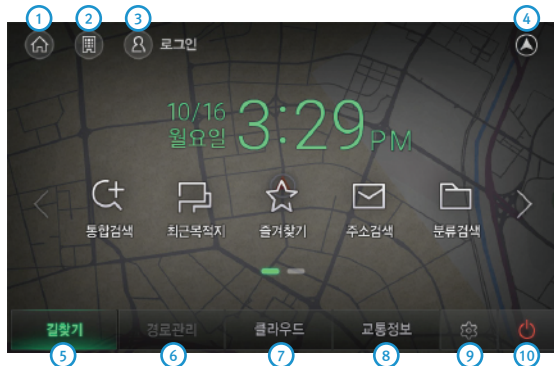 1 2 3 4
로그인
10/16
월요일 3:29 PM
통합검색 최근목적지 즐겨찾기 주소검색 분류검색
길찾기 경로관리 클라우드 교통정보
5 6 7 8 9 10